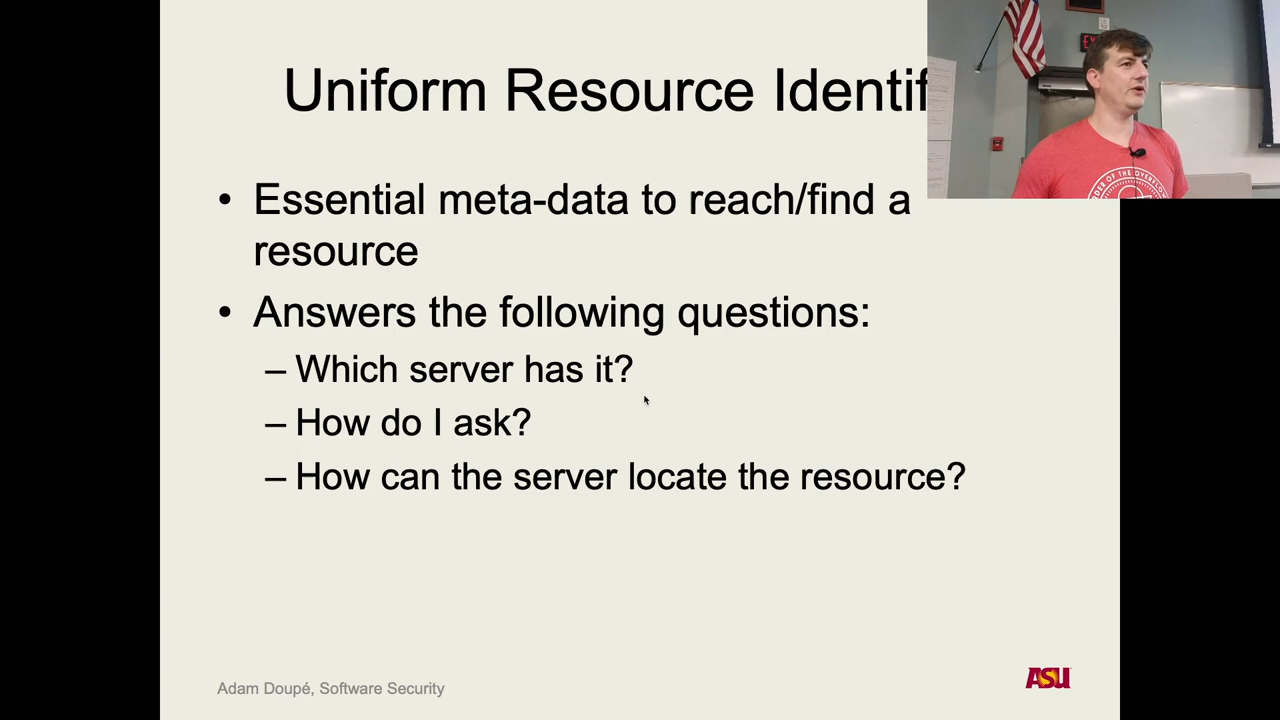 Uniform Resource Identif
• Essential meta-data to reach/find a
resource
• Answers the following questions:
– Which server has it?
– How do I ask?
– How can the server locate the resource?
Adam Doupé, Software Security
ASU